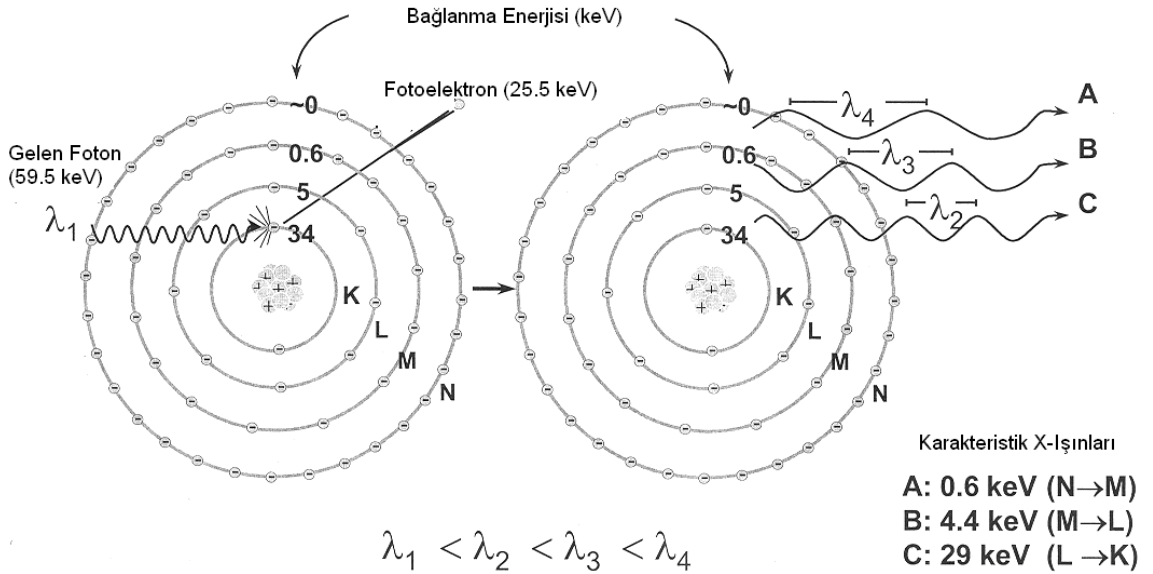 Bağlanma Enerjisi (keV)
Fotoelektron (25.5 keV)
Gelen Foton
(59.5 keV)
λ1
~0
0.6
5
34
K
L
M
N
~0
0.6
5
34
K
L
M
N
λ4
A
λ3
B
λ2
C
Karakteristik X-Işınları
A: 0.6 keV (N→M)
B: 4.4 keV (M→L)
C: 29 keV (L→K)
λ1 < λ2 < λ3 < λ4